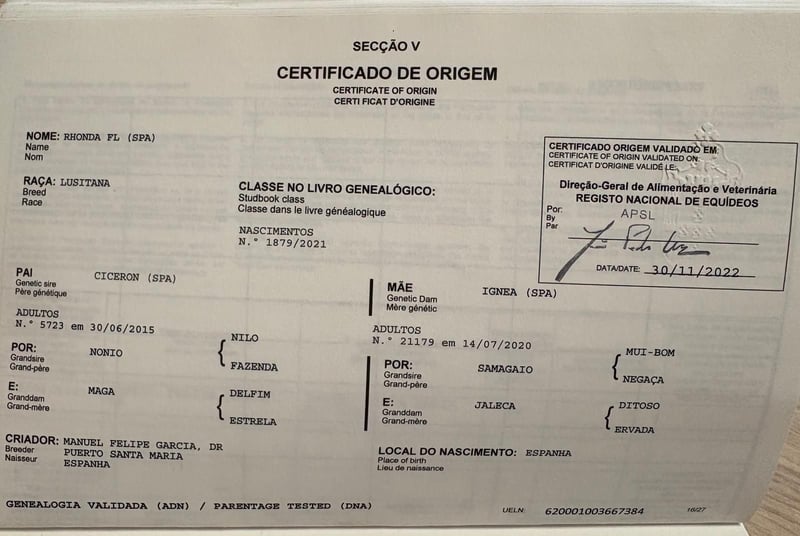 SECÇÃO V
CERTIFICADO DE ORIGEM
CERTIFICATE OF ORIGIN
CERTIFICAT D'ORIGINE
NOME: RHONDA FL (SPA)
Name
Nom
RAÇA: LUSITANA
Breed
Race
CLASSE NO LIVRO GENEALÓGICO:
Studbook class
Classe dans le livre généalogique
NASCIMENTOS
N.º 1879/2021
CERTIFICADO ORIGEM VALIDADO EM:
CERTIFICATE OF ORIGIN VALIDATED ON:
CERTIFICAT D'ORIGINE VALIDÉ LE:
Direção-Geral de Alimentação e Veterinária
REGISTO NACIONAL DE EQUÍDEOS
Por: APSL
By
Par
DATA/DATE: 30/11/2022
PAI CICERON (SPA)
Genetic sire
Père génétique
ADULTOS
N.º 5723 em 30/06/2015
POR: NONIO
Grandsire
Grand-père
NILO
FAZENDA
E: MAGA
Granddam
Grand-mère
DELFIM
ESTRELA
MÃE IGNEA (SPA)
Genetic Dam
Mère génétic
ADULTOS
N.º 21179 em 14/07/2020
POR: SAMAGAIO
Grandsire
Grand-père
MUI-BOM
NEGAÇA
E: JALECA
Granddam
Grand-mère
DITOSO
ERVADA
CRIADOR: MANUEL FELIPE GARCIA, DR
Breeder PUERTO SANTA MARIA
Naisseur ESPANHA
LOCAL DO NASCIMENTO: ESPANHA
Place of birth
Lieu de naissance
GENEALOGIA VALIDADA (ADN) / PARENTAGE TESTED (DNA)
UELN: 620001003667384
16/27